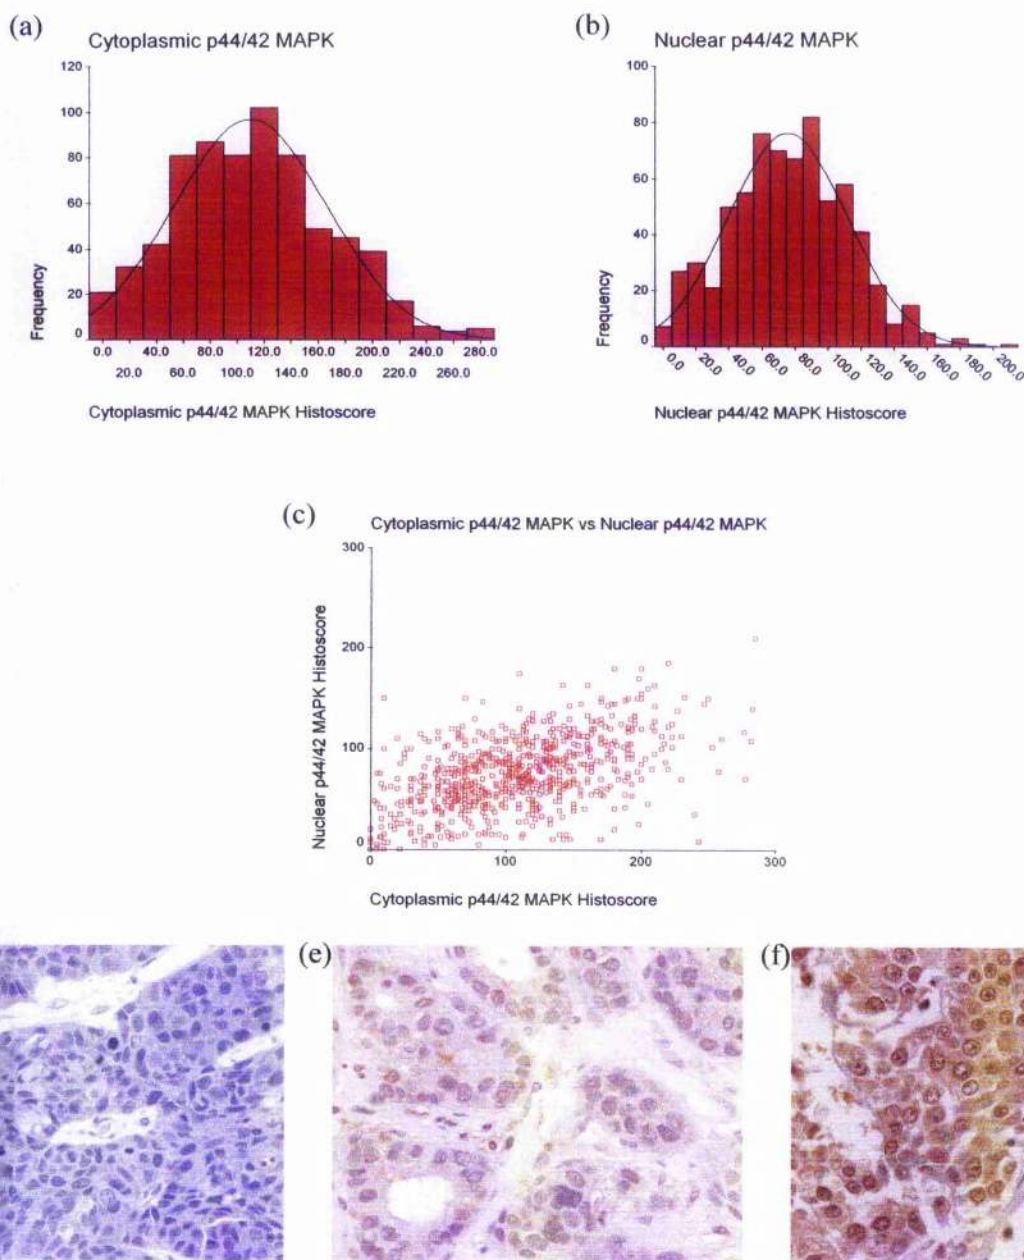 (a)
Cytoplasmic p44/42 MAPK
120
100
80
60
40
20
0
Frequency
0.0 40.0 80.0 120.0 160.0 200.0 240.0 280.0
20.0 60.0 100.0 140.0 180.0 220.0 260.0
Cytoplasmic p44/42 MAPK Histoscore
(b)
Nuclear p44/42 MAPK
100
80
60
40
20
0
Frequency
0.0 20.0 40.0 60.0 80.0 100.0 120.0 140.0 160.0 180.0 200.0
Nuclear p44/42 MAPK Histoscore
(c)
Cytoplasmic p44/42 MAPK vs Nuclear p44/42 MAPK
300
200
100
0
Nuclear p44/42 MAPK Histoscore
0 100 200 300
Cytoplasmic p44/42 MAPK Histoscore
(e)
(f)